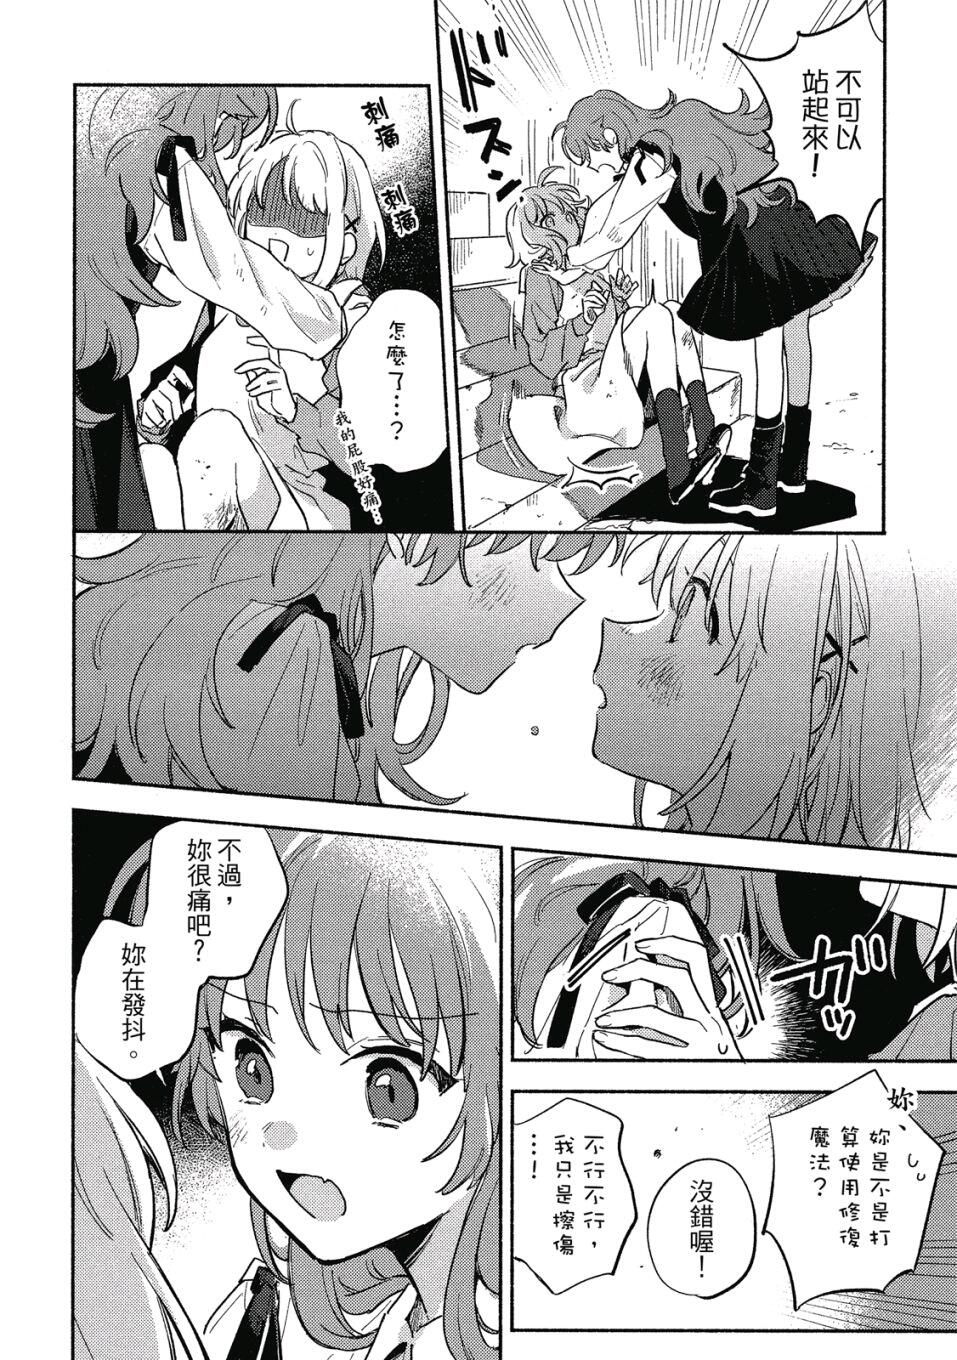 不可以
站起來！
ズンッ
刺痛
刺痛
怎麼了…？
我的屁股好痛…
ガッ
妳、
妳是不是打
算使用修復
魔法？
沒錯喔！
不行不行，
我只是擦傷
…！
不過，
妳很痛吧？
妳在發抖。